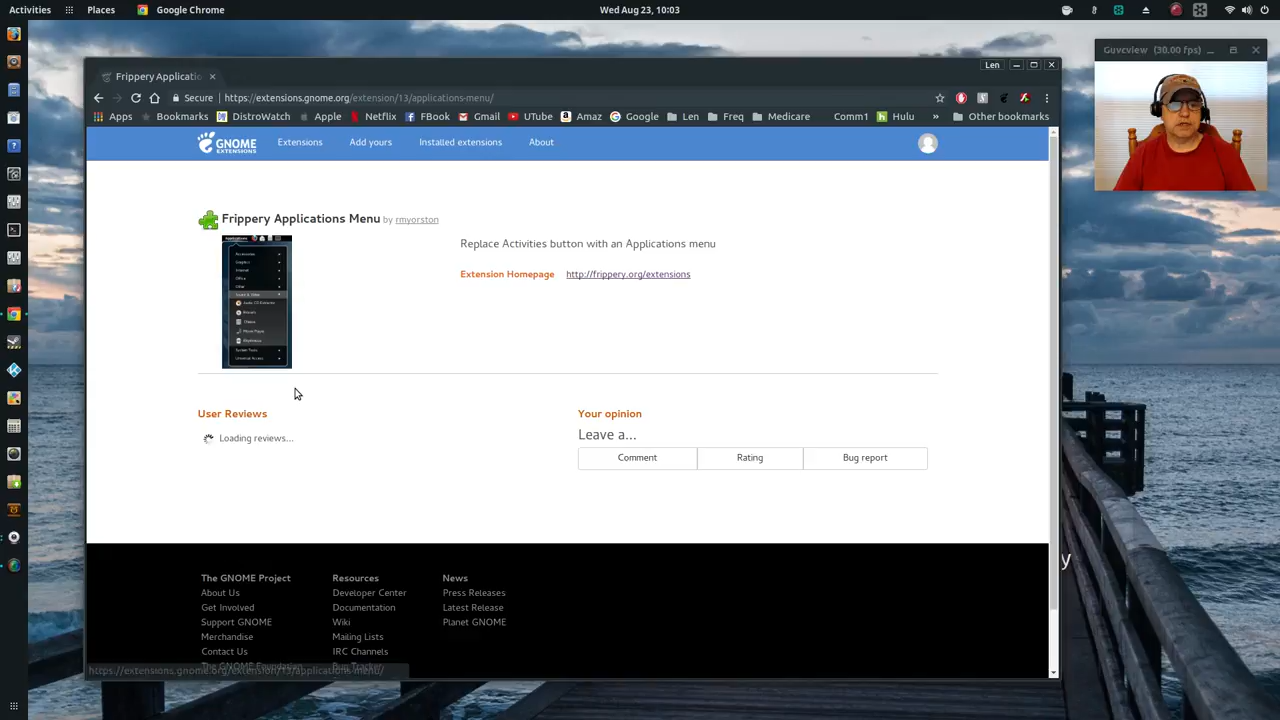 Activities Places Google Chrome Wed Aug 23, 10:03
Guvcview (30.00 fps)
Frippery Applicatio Len
Secure https://extensions.gnome.org/extension/13/applications-menu/
Apps Bookmarks DistroWatch Apple Netflix FBook Gmail UTube Amaz Google Len Freq Medicare Comm1 Hulu » Other bookmarks
GNOME EXTENSIONS Extensions Add yours Installed extensions About
Frippery Applications Menu by rmyorston
Replace Activities button with an Applications menu
Extension Homepage http://frippery.org/extensions
User Reviews
Loading reviews...
Your opinion
Leave a...
Comment Rating Bug report
The GNOME Project Resources News
About Us Developer Center Press Releases
Get Involved Documentation Latest Release
Support GNOME Wiki Planet GNOME
Merchandise Mailing Lists
Contact Us IRC Channels
The GNOME Foundation Bug Tracker
https://extensions.gnome.org/extension/13/applications-menu/
y